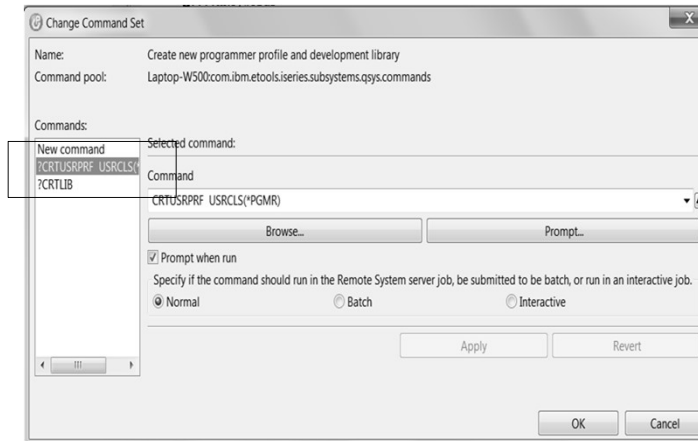 Change Command Set
X
Name: Create new programmer profile and development library
Command pool: Laptop-W500:com.ibm.etools.iseries.subsystems.qsys.commands
Commands:
New command
?CRTUSRPRF USRCLS(*
?CRTLIB
Selected command:
Command
CRTUSRPRF USRCLS(*PGMR)
Browse... Prompt...
Prompt when run
Specify if the command should run in the Remote System server job, be submitted to be batch, or run in an interactive job.
Normal Batch Interactive
Apply Revert
OK Cancel